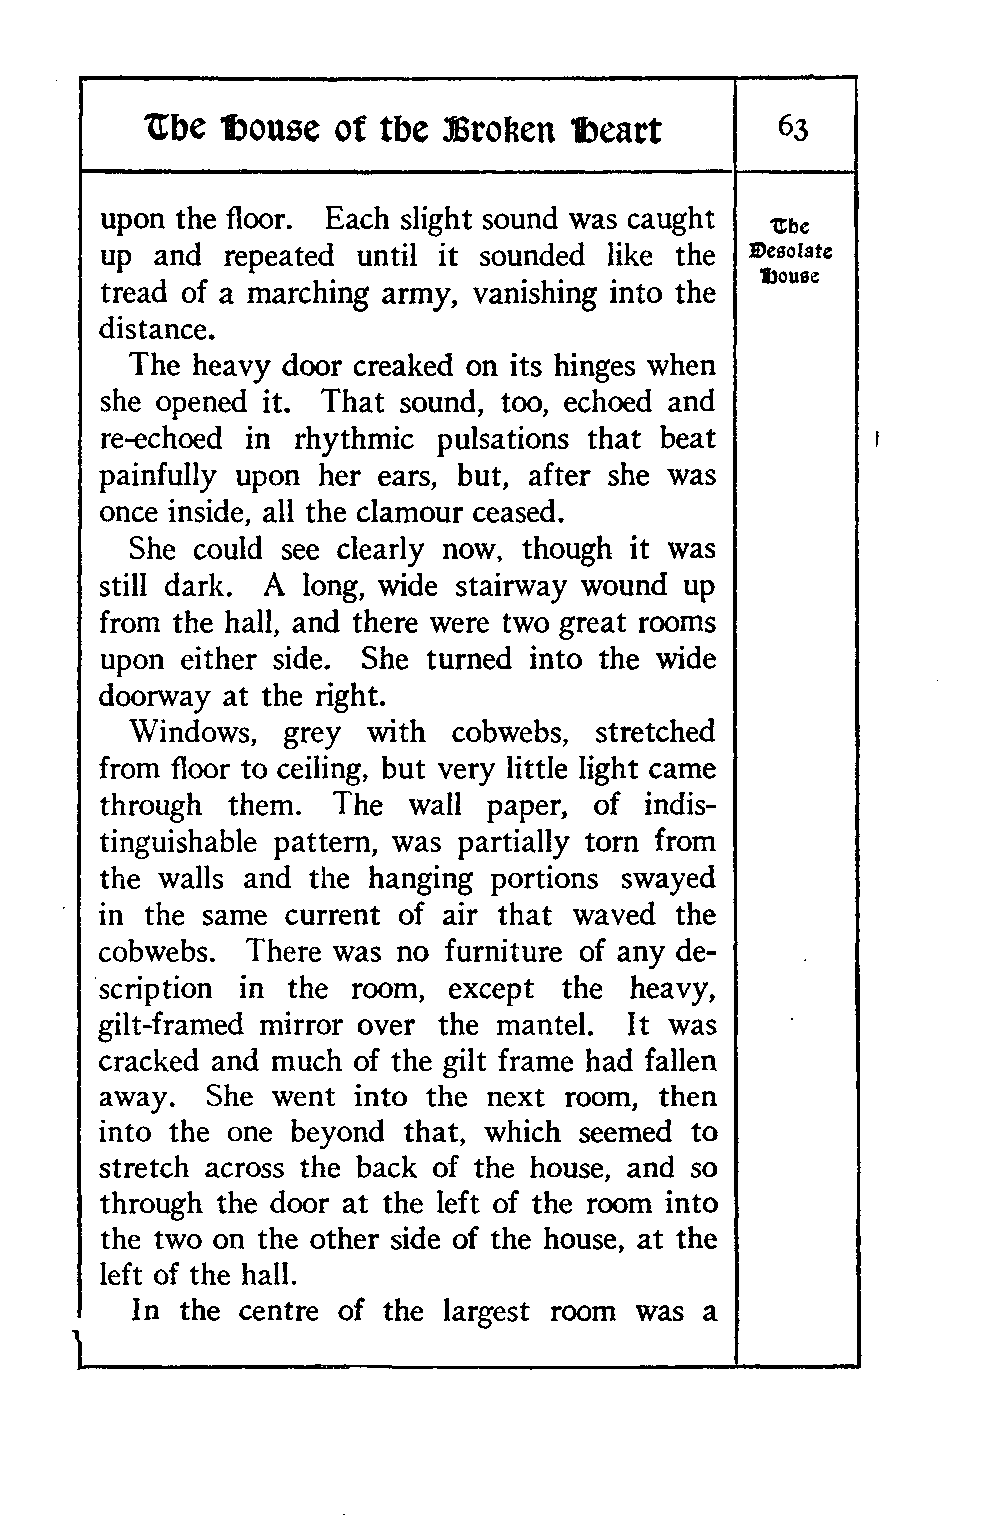 The House of the Broken Heart
63
The
Desolate
House
upon the floor. Each slight sound was caught
up and repeated until it sounded like the
tread of a marching army, vanishing into the
distance.
The heavy door creaked on its hinges when
she opened it. That sound, too, echoed and
re-echoed in rhythmic pulsations that beat
painfully upon her ears, but, after she was
once inside, all the clamour ceased.
She could see clearly now, though it was
still dark. A long, wide stairway wound up
from the hall, and there were two great rooms
upon either side. She turned into the wide
doorway at the right.
Windows, grey with cobwebs, stretched
from floor to ceiling, but very little light came
through them. The wall paper, of indis-
tinguishable pattern, was partially torn from
the walls and the hanging portions swayed
in the same current of air that waved the
cobwebs. There was no furniture of any de-
scription in the room, except the heavy,
gilt-framed mirror over the mantel. It was
cracked and much of the gilt frame had fallen
away. She went into the next room, then
into the one beyond that, which seemed to
stretch across the back of the house, and so
through the door at the left of the room into
the two on the other side of the house, at the
left of the hall.
In the centre of the largest room was a